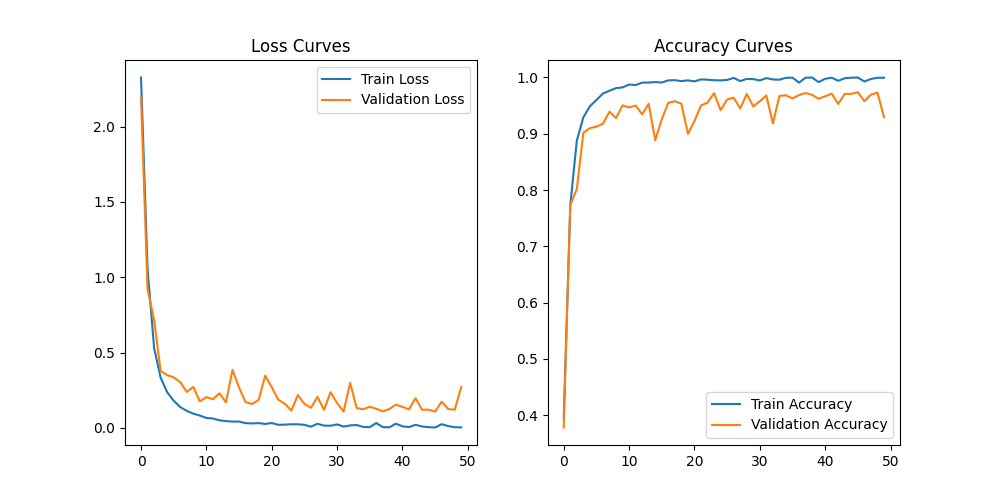 Loss Curves
Train Loss
Validation Loss
2.0
1.5
1.0
0.5
0.0
0 10 20 30 40 50
Accuracy Curves
1.0
0.9
0.8
0.7
0.6
0.5
0.4
Train Accuracy
Validation Accuracy
0 10 20 30 40 50